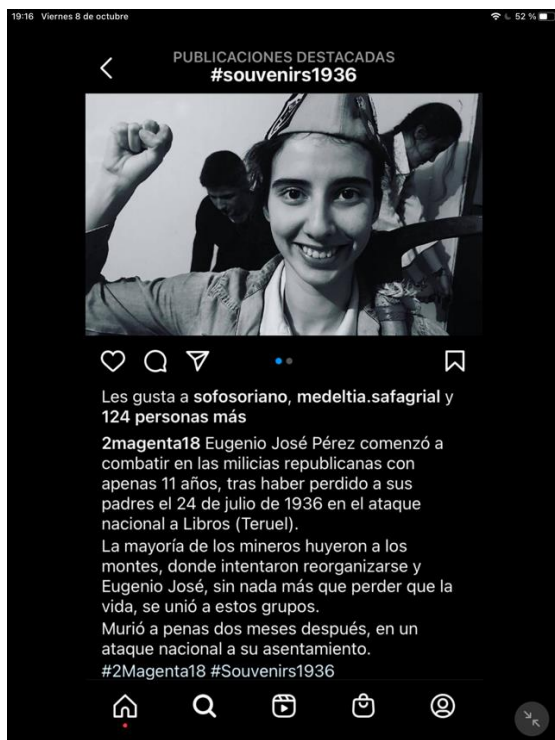 19:16 Viernes 8 de octubre
52 %
PUBLICACIONES DESTACADAS
#souvenirs1936
Les gusta a sofosoriano, medeltia.safagrial y
124 personas más
2magenta18 Eugenio José Pérez comenzó a
combatir en las milicias republicanas con
apenas 11 años, tras haber perdido a sus
padres el 24 de julio de 1936 en el ataque
nacional a Libros (Teruel).
La mayoría de los mineros huyeron a los
montes, donde intentaron reorganizarse y
Eugenio José, sin nada más que perder que la
vida, se unió a estos grupos.
Murió a penas dos meses después, en un
ataque nacional a su asentamiento.
#2Magenta18 #Souvenirs1936